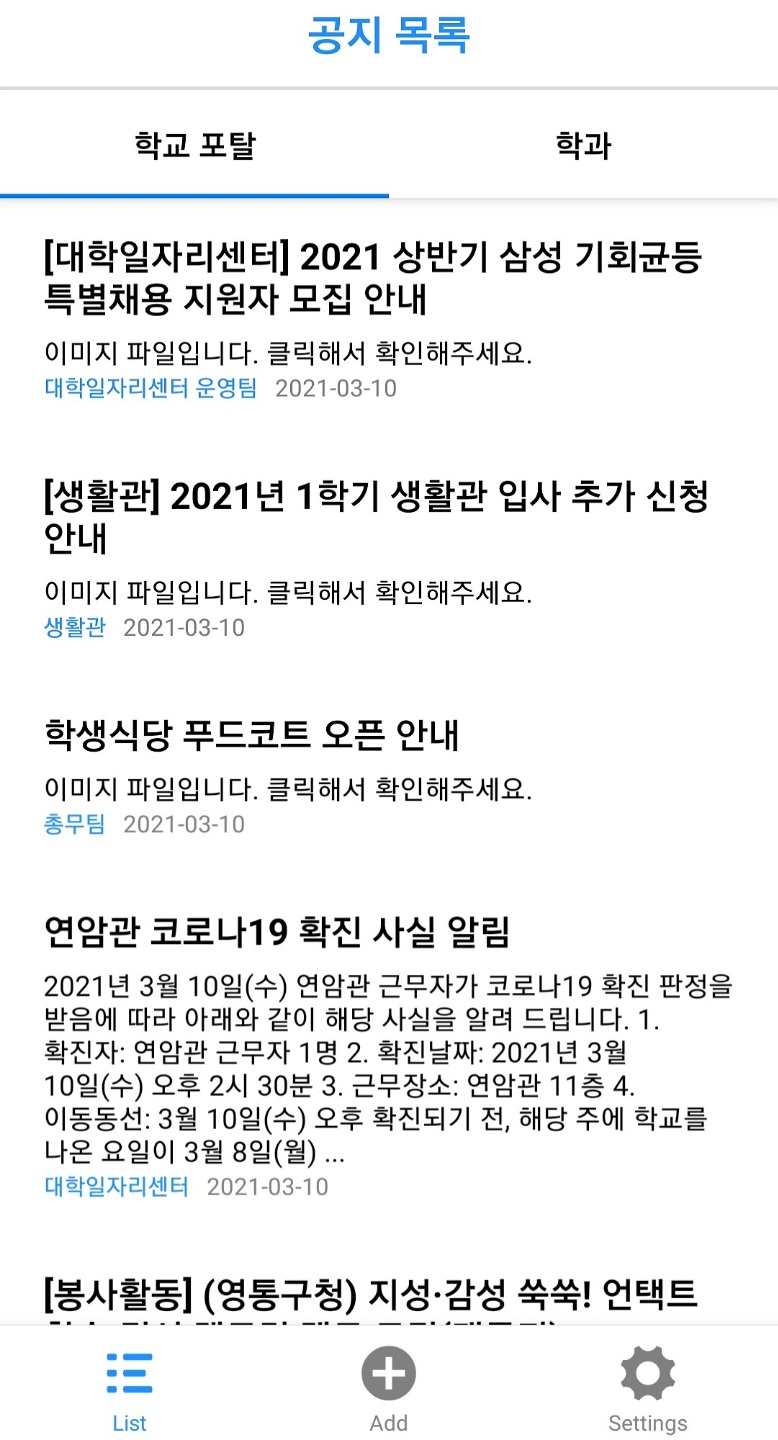 공지 목록
학교 포탈
학과
[대학일자리센터] 2021 상반기 삼성 기회균등
특별채용 지원자 모집 안내
이미지 파일입니다. 클릭해서 확인해주세요.
대학일자리센터 운영팀 2021-03-10
[생활관] 2021년 1학기 생활관 입사 추가 신청
안내
이미지 파일입니다. 클릭해서 확인해주세요.
생활관 2021-03-10
학생식당 푸드코트 오픈 안내
이미지 파일입니다. 클릭해서 확인해주세요.
총무팀 2021-03-10
연암관 코로나19 확진 사실 알림
2021년 3월 10일(수) 연암관 근무자가 코로나19 확진 판정을
받음에 따라 아래와 같이 해당 사실을 알려 드립니다. 1.
확진자: 연암관 근무자 1명 2. 확진날짜: 2021년 3월
10일(수) 오후 2시 30분 3. 근무장소: 연암관 11층 4.
이동동선: 3월 10일(수) 오후 확진되기 전, 해당 주에 학교를
나온 요일이 3월 8일(월) ...
대학일자리센터 2021-03-10
[봉사활동] (영통구청) 지성·감성 쑥쑥! 언택트
List
Add
Settings